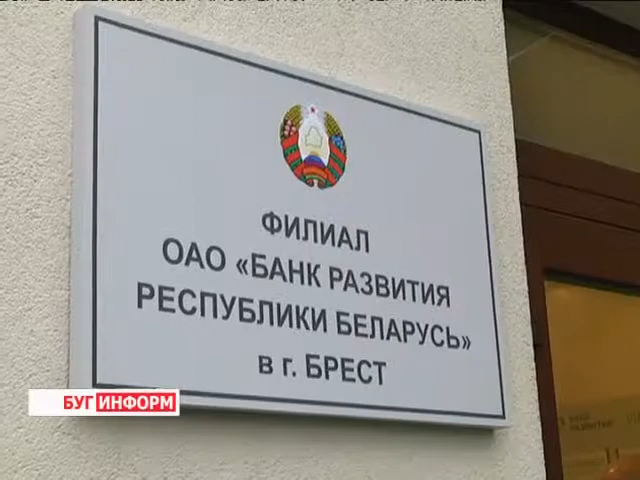 ФИЛИАЛ
ОАО «БАНК РАЗВИТИЯ
РЕСПУБЛИКИ БЕЛАРУСЬ»
в г. БРЕСТ
БУГИНФОРМ